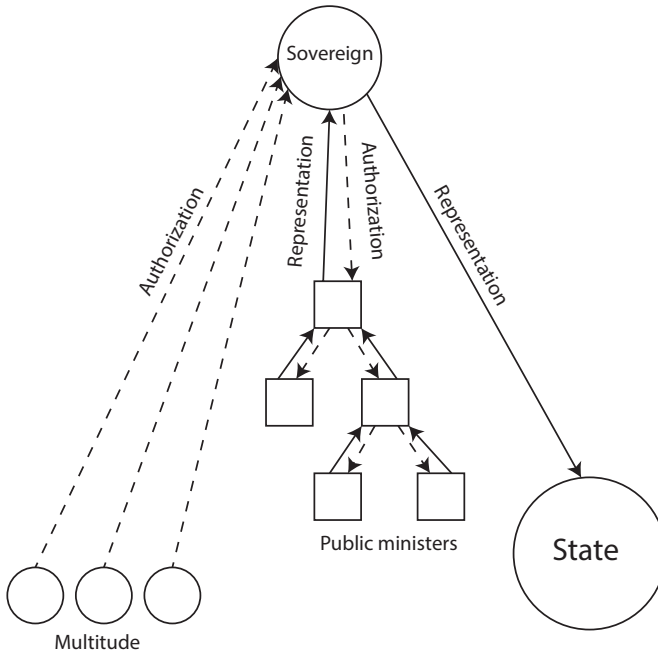 Sovereign
Authorization
Representation
Authorization
Representation
Public ministers
State
Multitude